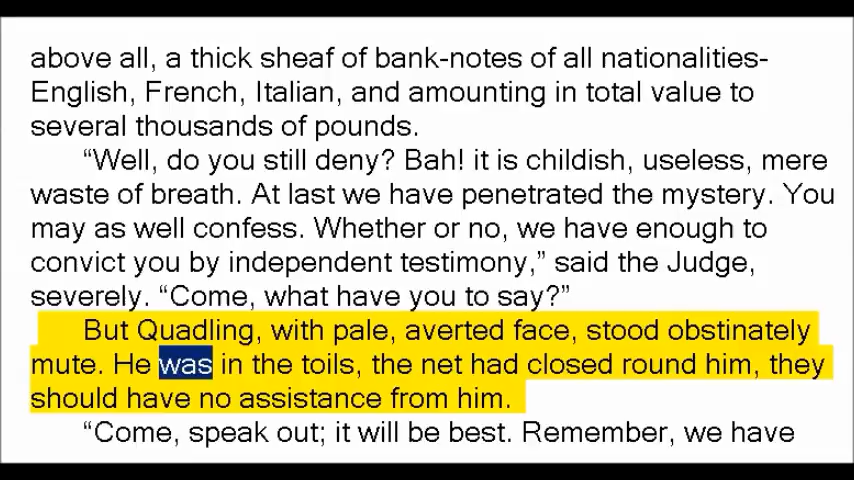 above all, a thick sheaf of bank-notes of all nationalities-
English, French, Italian, and amounting in total value to
several thousands of pounds.
“Well, do you still deny? Bah! it is childish, useless, mere
waste of breath. At last we have penetrated the mystery. You
may as well confess. Whether or no, we have enough to
convict you by independent testimony,” said the Judge,
severely. “Come, what have you to say?”
But Quadling, with pale, averted face, stood obstinately
mute. He was in the toils, the net had closed round him, they
should have no assistance from him.
“Come, speak out; it will be best. Remember, we have